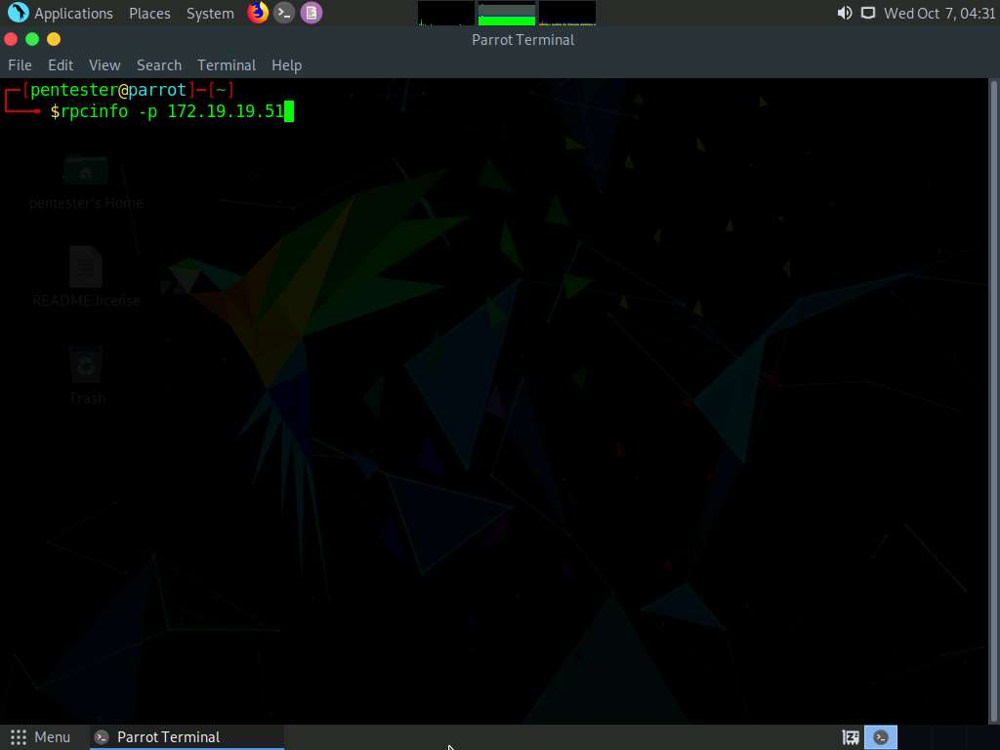 Applications Places System Wed Oct 7, 04:31
Parrot Terminal
File Edit View Search Terminal Help
[pentester@parrot]─[~]
$rpcinfo -p 172.19.19.51
pentester's Home
README.license
Trash
Menu Parrot Terminal